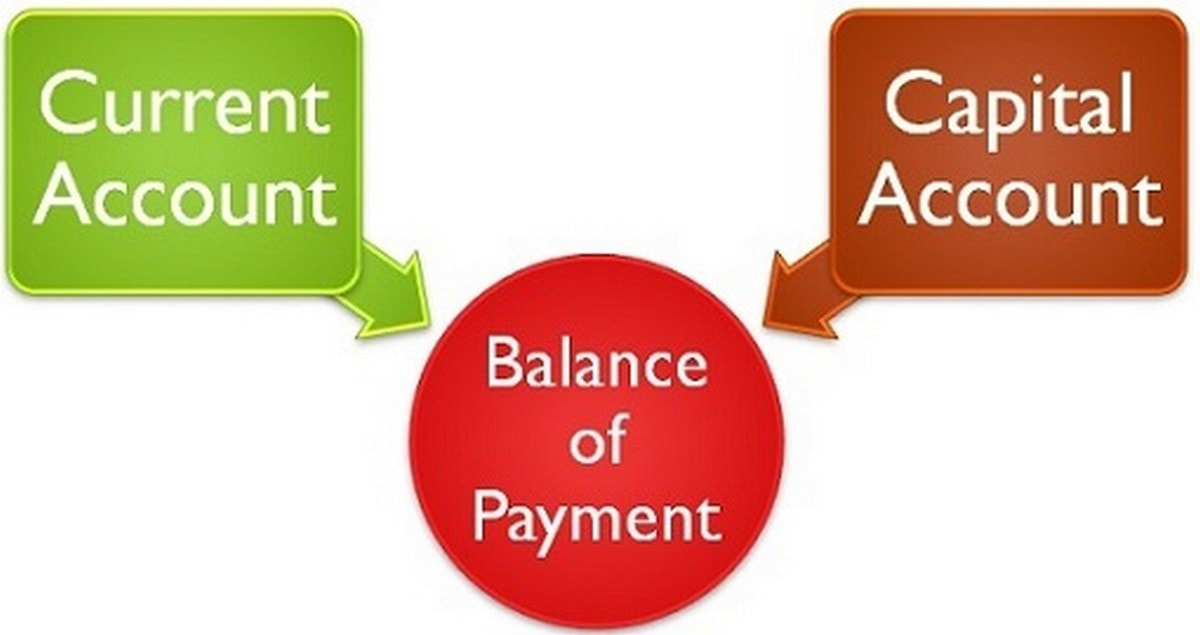 Current
Account
Capital
Account
Balance
of
Payment